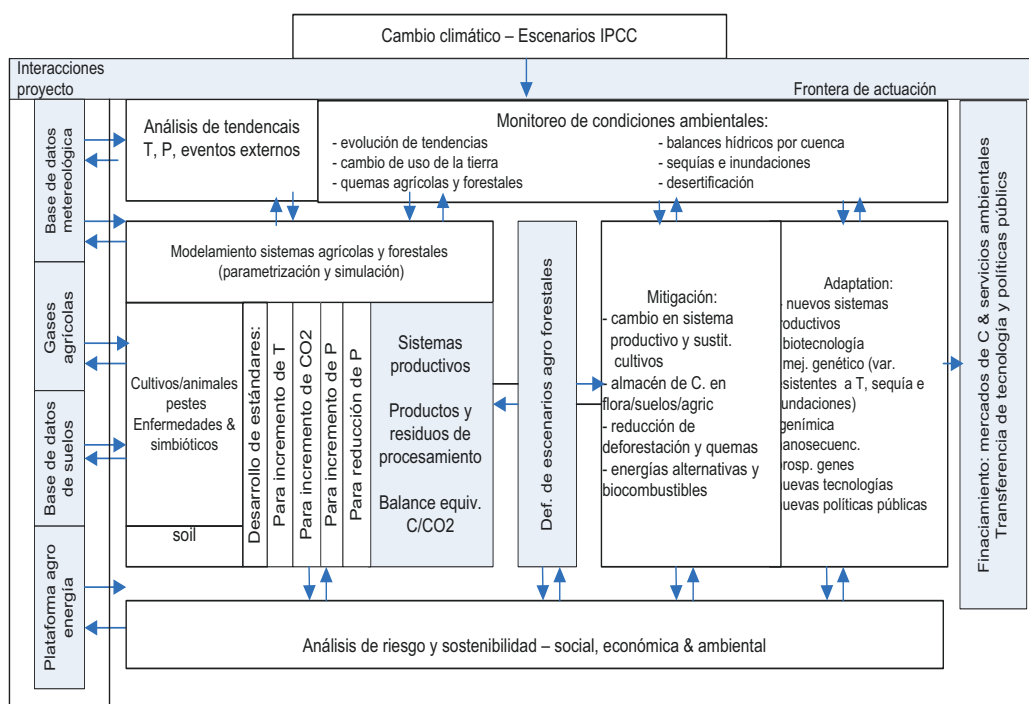 Cambio climático – Escenarios IPCC
Interacciones
proyecto
Frontera de actuación
Base de datos
metereológica
Gases
agrícolas
Base de datos
de suelos
Plataforma agro
energía
Análisis de tendencais
T, P, eventos externos
Monitoreo de condiciones ambientales:
- evolución de tendencias
- cambio de uso de la tierra
- quemas agrícolas y forestales
- balances hídricos por cuenca
- sequías e inundaciones
- desertificación
Modelamiento sistemas agrícolas y forestales
(parametrización y simulación)
Cultivos/animales
pestes
Enfermedades &
simbióticos
soil
Desarrollo de estándares:
Para incremento de T
Para incremento de CO2
Para incremento de P
Para reducción de P
Sistemas
productivos
Productos y
residuos de
procesamiento
Balance equiv.
C/CO2
Def. de escenarios agro forestales
Mitigación:
- cambio en sistema
productivo y sustit.
cultivos
- almacén de C. en
flora/suelos/agric
- reducción de
deforestación y quemas
- energías alternativas y
biocombustibles
Adaptation:
- nuevos sistemas
roductivos
biotecnología
mej. genético (var.
esistentes a T, sequía e
undaciones)
genímica
anosecuenc.
rosp. genes
nuevas tecnologías
nuevas políticas públicas
Finaciamiento: mercados de C & servicios ambientales
Transferencia de tecnología y políticas públics
Análisis de riesgo y sostenibilidad – social, económica & ambiental